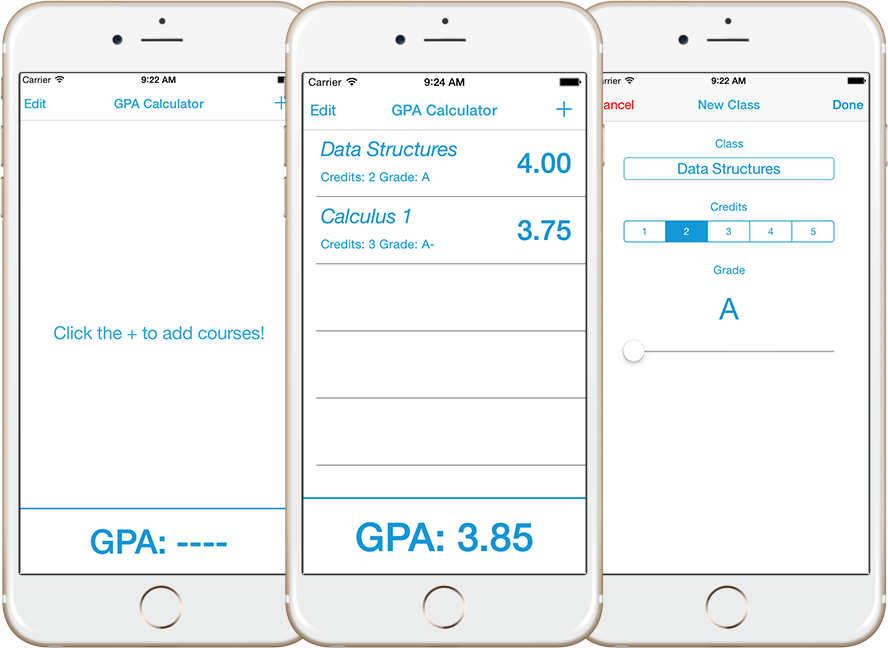 Carrier 9:22 AM
Edit GPA Calculator +
Click the + to add courses!
GPA: ----
Carrier 9:24 AM
Edit GPA Calculator +
Data Structures
4.00
Credits: 2 Grade: A
Calculus 1
3.75
Credits: 3 Grade: A-
GPA: 3.85
rrier 9:22 AM
ancel New Class Done
Class
Data Structures
Credits
1 2 3 4 5
Grade
A